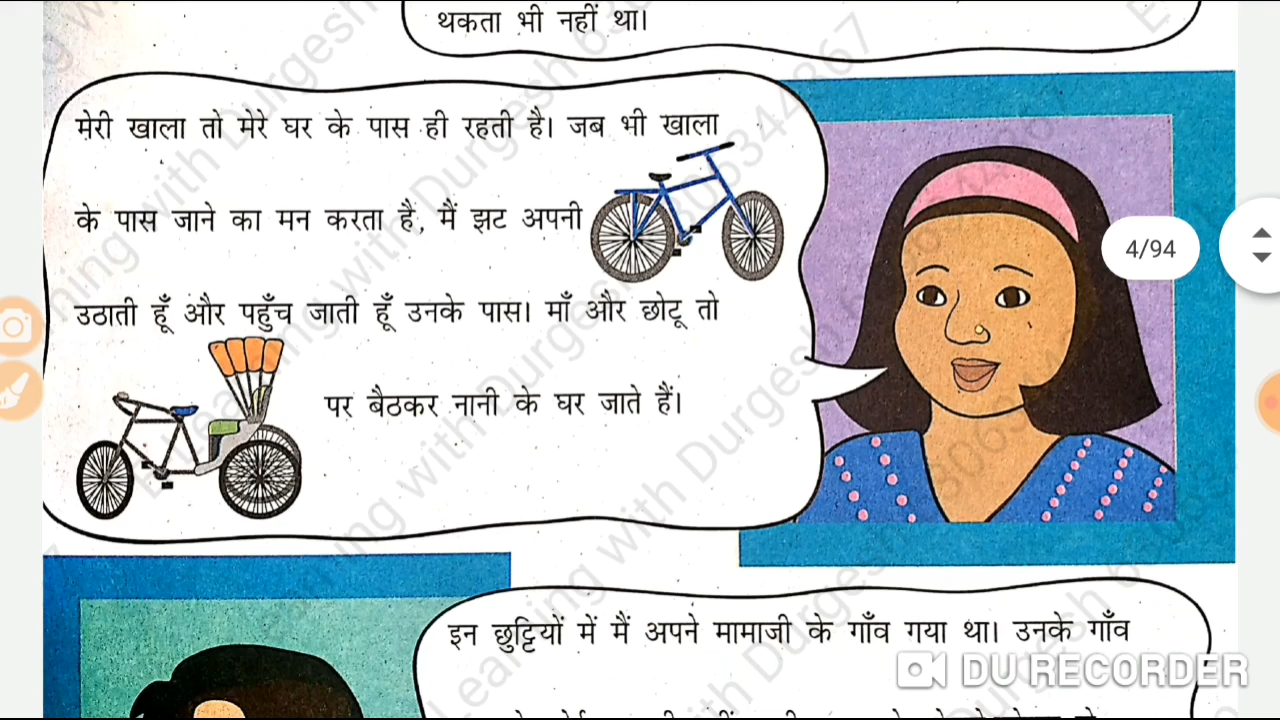 थकता भी नहीं था।
मेरी खाला तो मेरे घर के पास ही रहती है। जब भी खाला
के पास जाने का मन करता है, मैं झट अपनी
उठाती हूँ और पहुँच जाती हूँ उनके पास। माँ और छोटू तो
पर बैठकर नानी के घर जाते हैं।
4/94
इन छुट्टियों में मैं अपने मामाजी के गाँव गया था। उनके गाँव
DU RECORDER